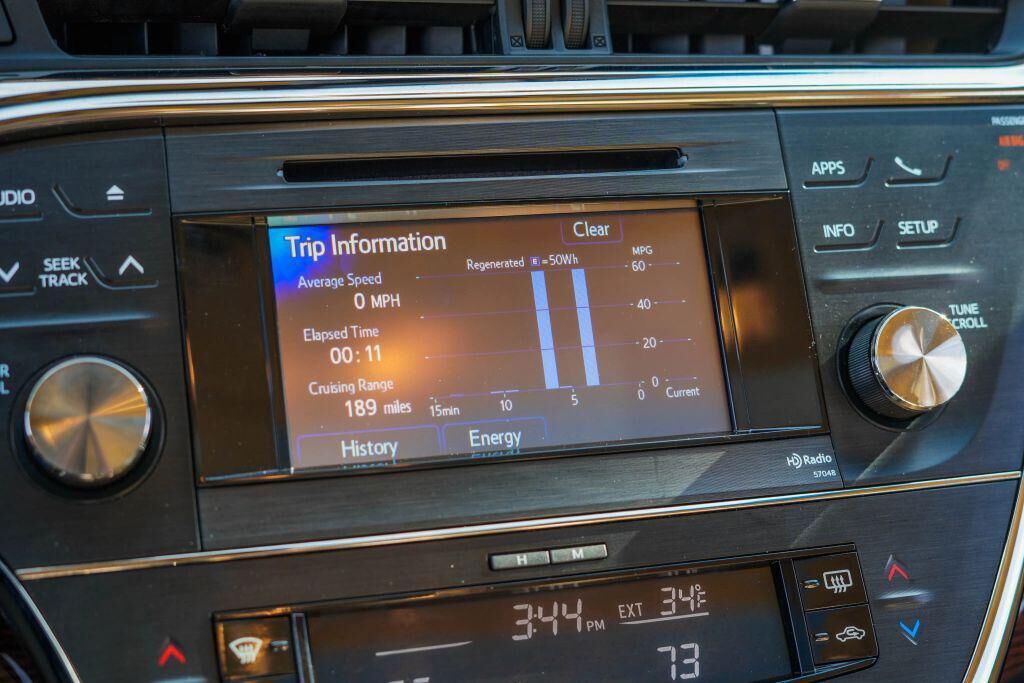 PASSENGE
UDIO
SEEK
TRACK
APPS
INFO
SETUP
TUNE
SCROLL
Trip Information
Clear
Average Speed
0 MPH
Elapsed Time
00:11
Cruising Range
189 miles
Regenerated E =50Wh
MPG
60
40
20
0
15min 10 5 0 Current
History
Energy
HD Radio
57048
H M
3:44 PM EXT 34°F
73